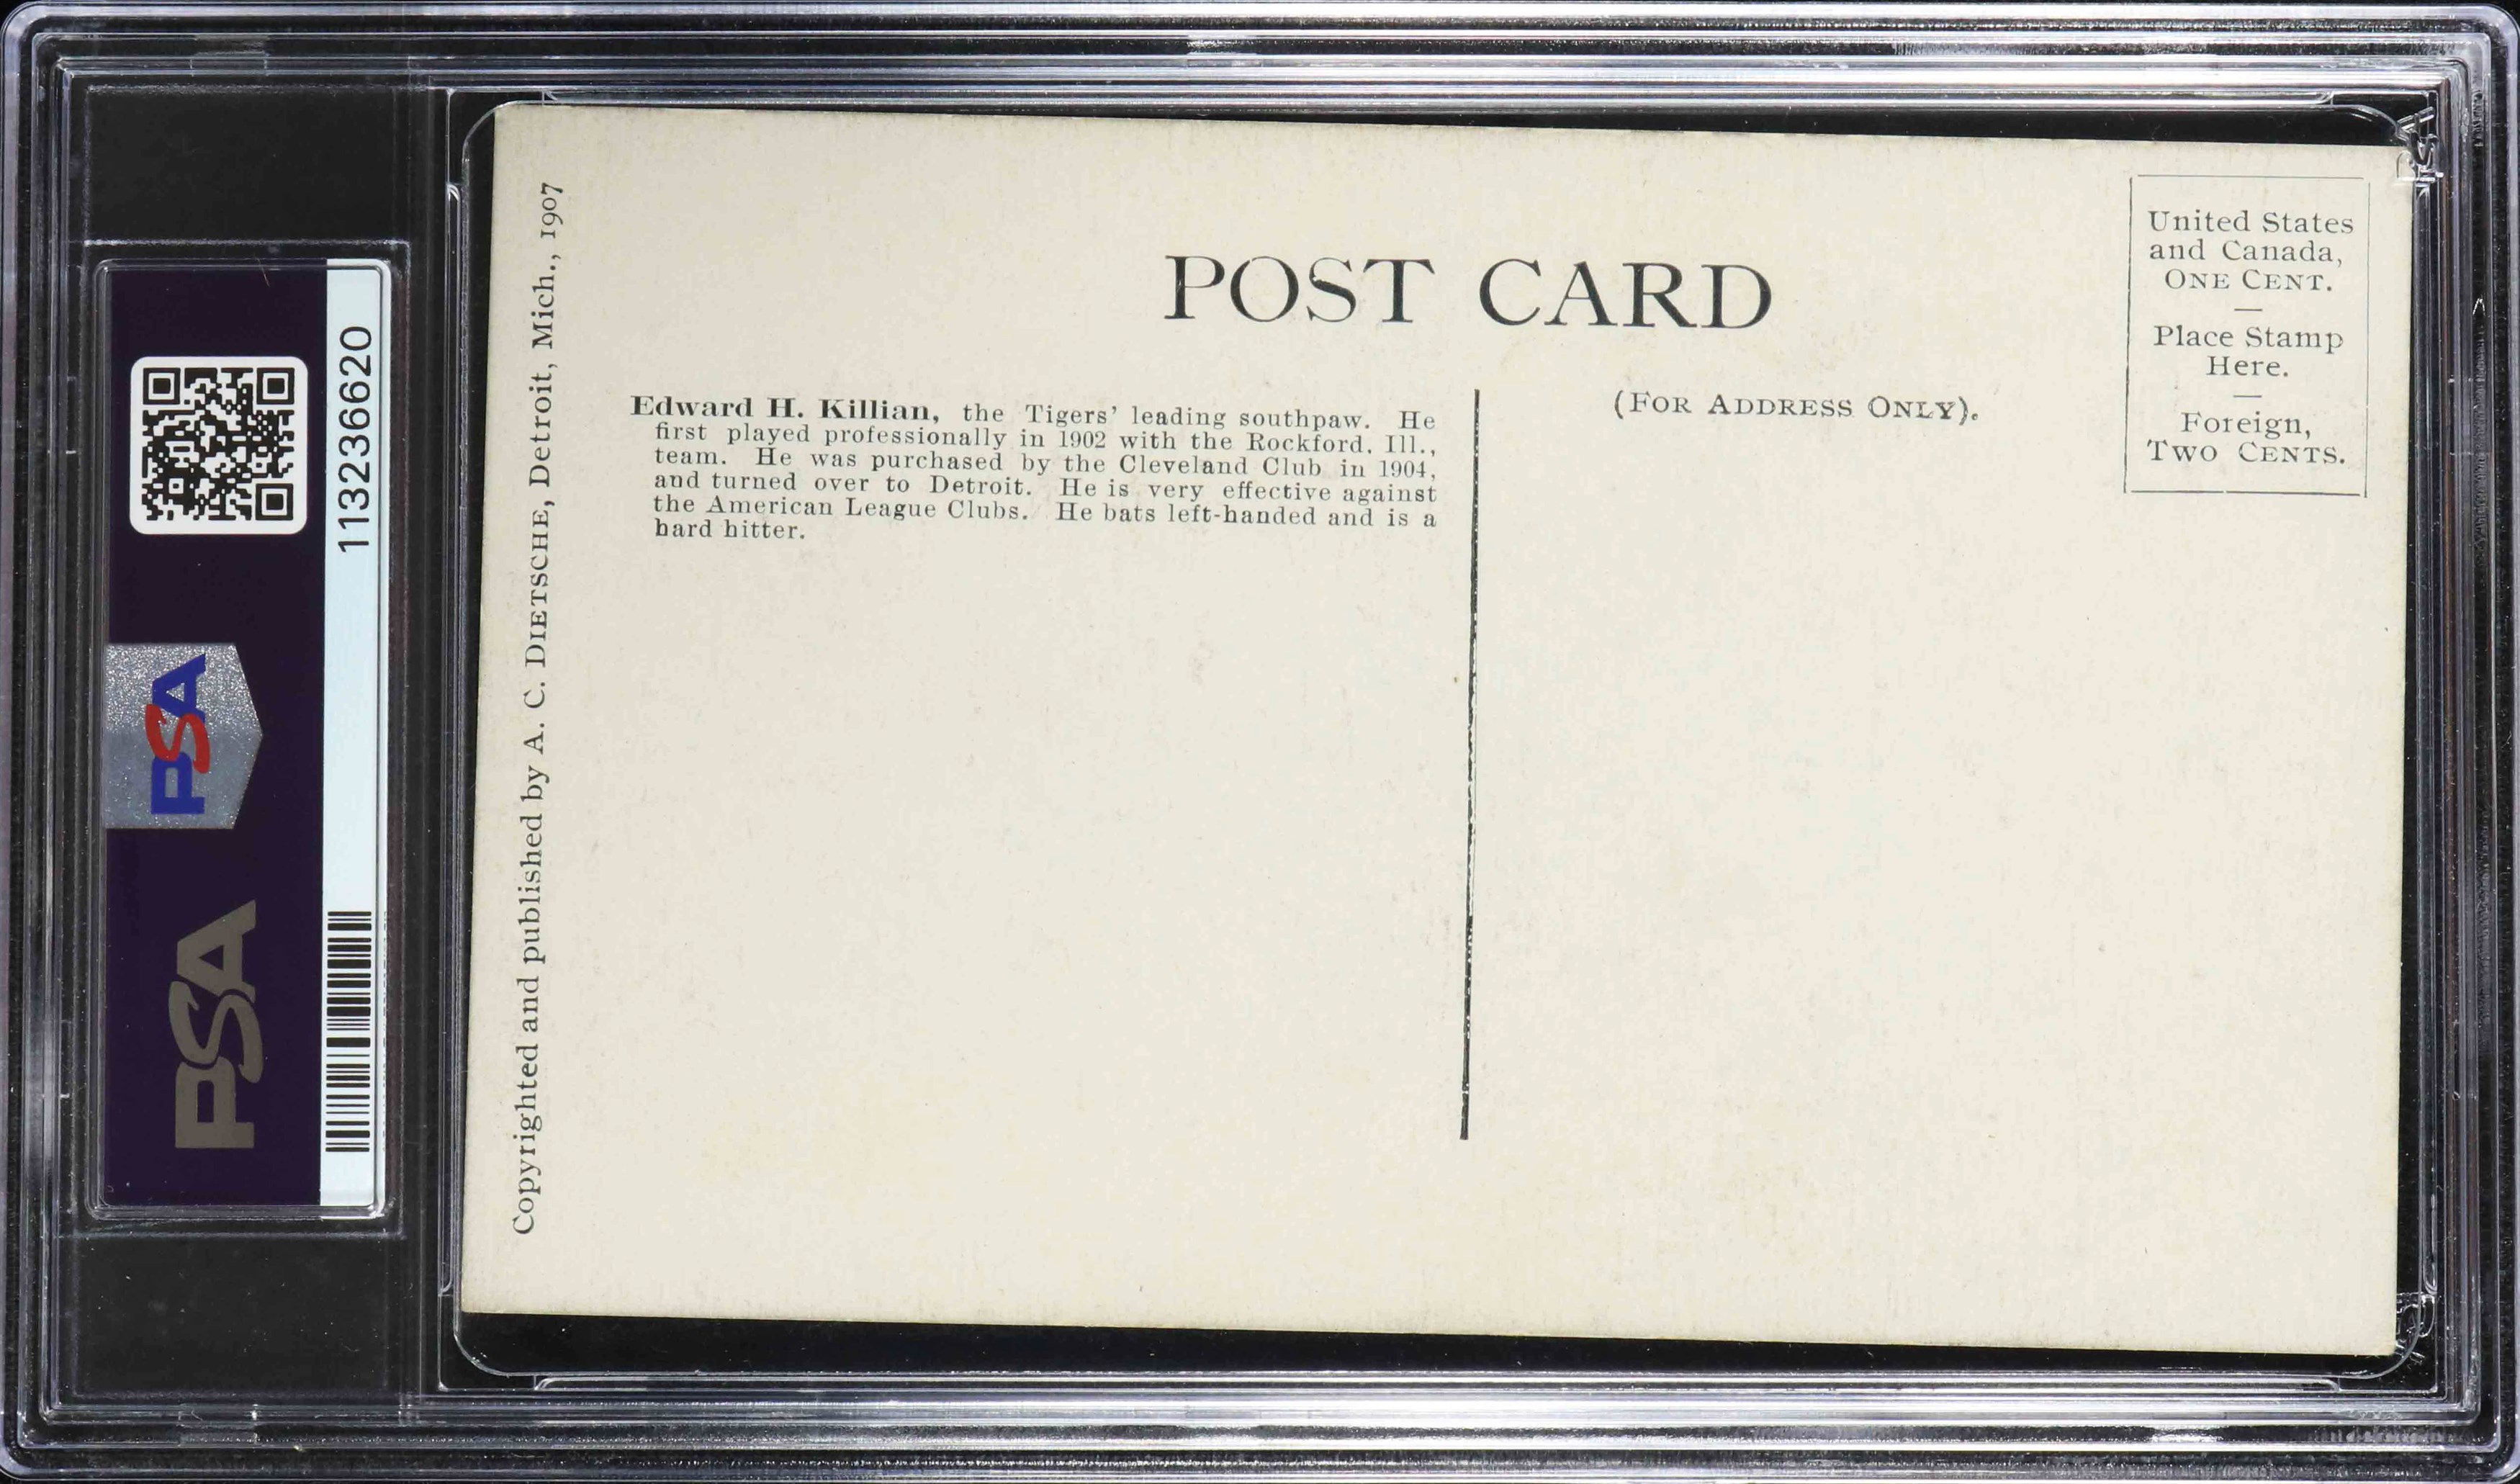 113236620
PSA
PSA
Copyrighted and published by A. C. DIETSCHE, Detroit, Mich., 1907
POST CARD
Edward H. Killian, the Tigers' leading southpaw. He
first played professionally in 1902 with the Rockford. Ill.,
team. He was purchased by the Cleveland Club in 1904,
and turned over to Detroit. He is very effective against
the American League Clubs. He bats left-handed and is a
hard hitter.
(FOR ADDRESS ONLY).
United States
and Canada,
ONE CENT.
Place Stamp
Here.
Foreign,
TWO CENTS.
PSA